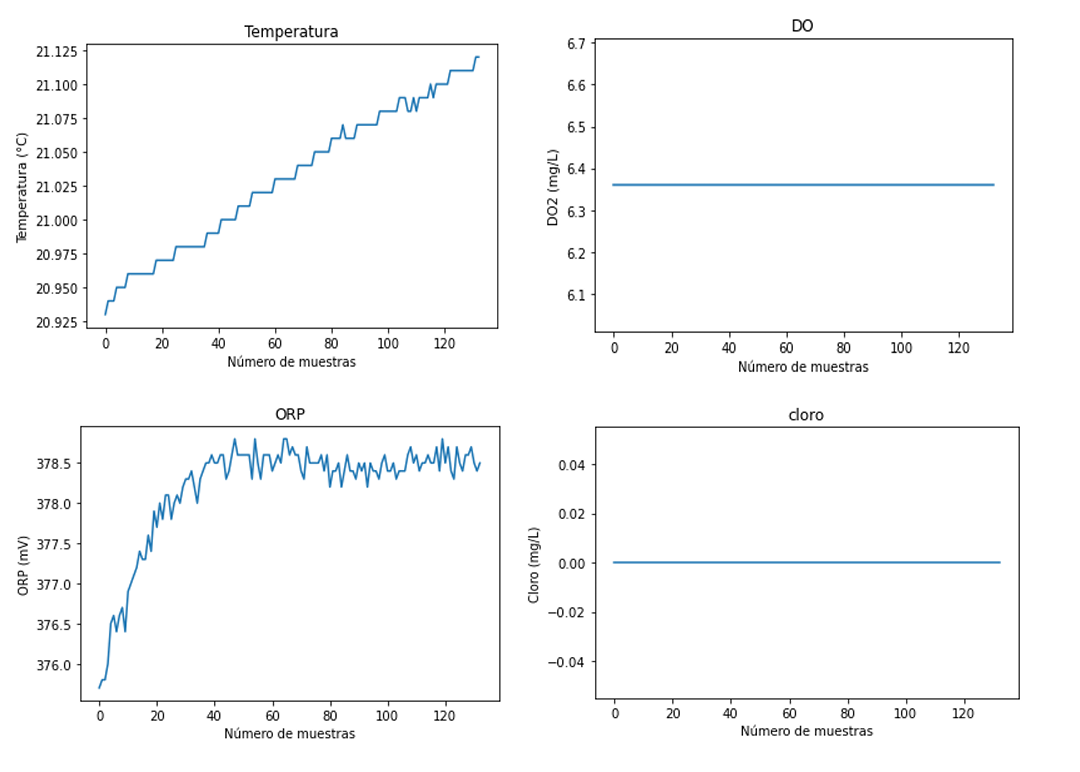 Temperatura
21.125
21.100
21.075
21.050
21.025
21.000
20.975
20.950
20.925
Temperatura (°C)
0 20 40 60 80 100 120
Número de muestras
DO
6.7
6.6
6.5
6.4
6.3
6.2
6.1
DO2 (mg/L)
0 20 40 60 80 100 120
Número de muestras
ORP
378.5
378.0
377.5
377.0
376.5
376.0
ORP (mV)
0 20 40 60 80 100 120
Número de muestras
cloro
0.04
0.02
0.00
−0.02
−0.04
Cloro (mg/L)
0 20 40 60 80 100 120
Número de muestras